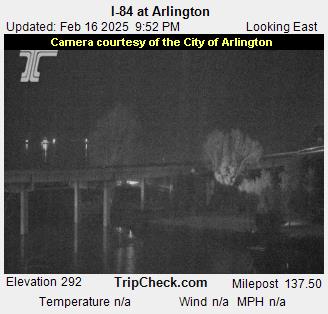 I-84 at Arlington
Updated: Feb 16 2025 9:52 PM Looking East
Camera courtesy of the City of Arlington
Elevation 292 TripCheck.com Milepost 137.50
Temperature n/a Wind n/a MPH n/a